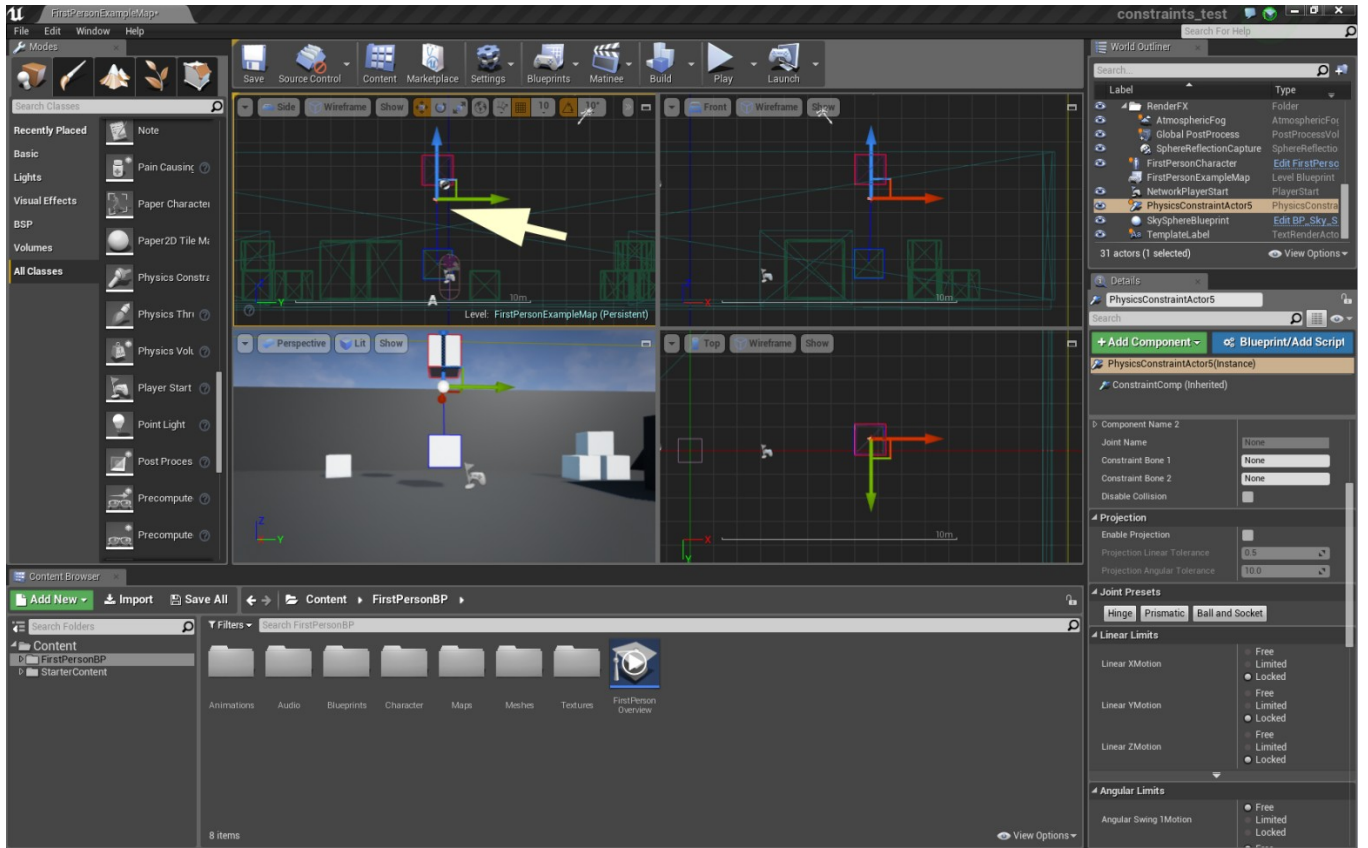 FirstPersonExampleMap•
constraints_test
File Edit Window Help
Search For Help
Modes
Search Classes
Recently Placed
Basic
Lights
Visual Effects
BSP
Volumes
All Classes
Note
Pain Causing
Paper Character
Paper2D Tile Ma
Physics Constra
Physics Thru
Physics Volu
Player Start
Point Light
Post Proces
Precompute
Precompute
Save Source Control Content Marketplace Settings Blueprints Matinee Build Play Launch
Side Wireframe Show 10 10°
Y
10m
Level: FirstPersonExampleMap (Persistent)
Front Wireframe Show
X
10m
Perspective Lit Show
Z
Y
Top Wireframe Show
X
10m
Y
World Outliner
Search...
Label Type
RenderFX Folder
AtmosphericFog AtmosphericFog
Global PostProcess PostProcessVol
SphereReflectionCapture SphereReflectio
FirstPersonCharacter Edit FirstPerso
FirstPersonExampleMap Level Blueprint
NetworkPlayerStart PlayerStart
PhysicsConstraintActor5 PhysicsConstra
SkySphereBlueprint Edit BP_Sky_S
TemplateLabel TextRenderActo
31 actors (1 selected) View Options
Details
PhysicsConstraintActor5
Search
+ Add Component Blueprint/Add Script
PhysicsConstraintActor5(Instance)
ConstraintComp (Inherited)
Component Name 2
Joint Name None
Constraint Bone 1 None
Constraint Bone 2 None
Disable Collision
Projection
Enable Projection
Projection Linear Tolerance 0.5
Projection Angular Tolerance 10.0
Joint Presets
Hinge Prismatic Ball and Socket
Linear Limits
Linear XMotion
Free
Limited
Locked
Linear YMotion
Free
Limited
Locked
Linear ZMotion
Free
Limited
Locked
Angular Limits
Angular Swing 1Motion
Free
Limited
Locked
Content Browser
Add New Import Save All Content FirstPersonBP
Search Folders
Content
FirstPersonBP
StarterContent
Filters Search FirstPersonBP
Animations Audio Blueprints Character Maps Meshes Textures FirstPerson
Overview
8 items View Options